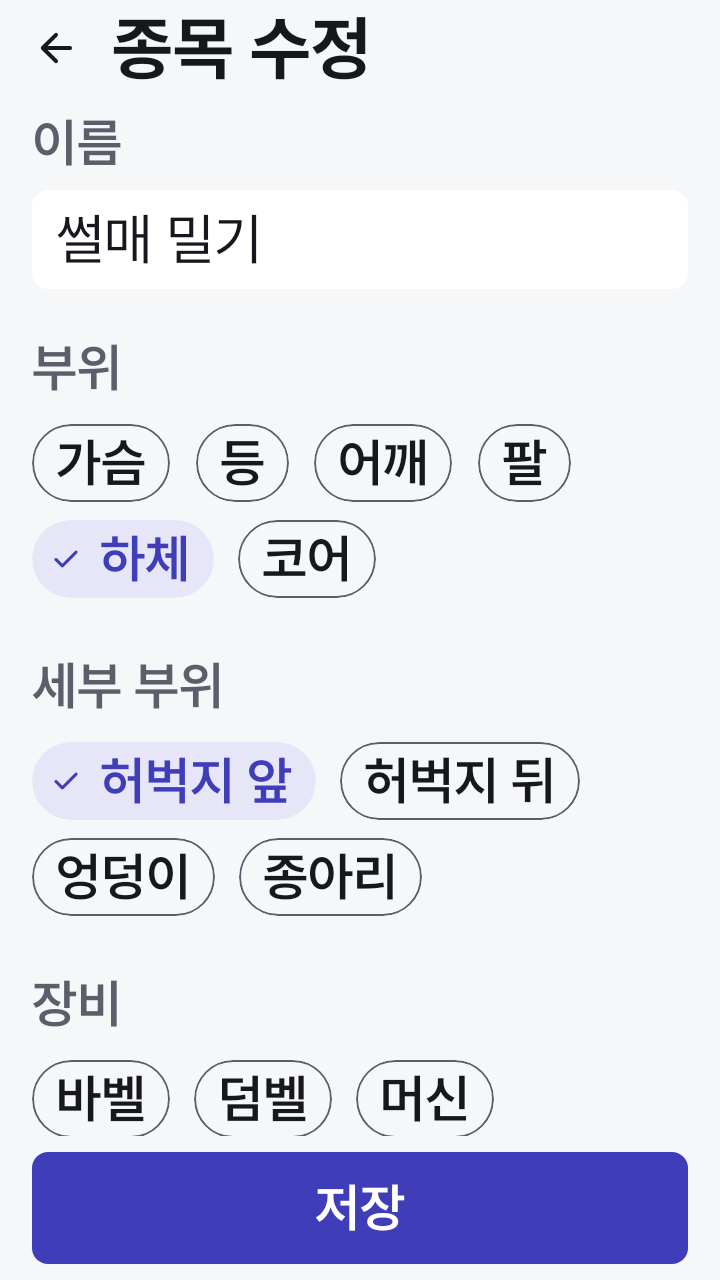 종목 수정
이름
썰매 밀기
부위
가슴 등 어깨 팔
하체 코어
세부 부위
허벅지 앞 허벅지 뒤
엉덩이 종아리
장비
바벨 덤벨 머신
저장